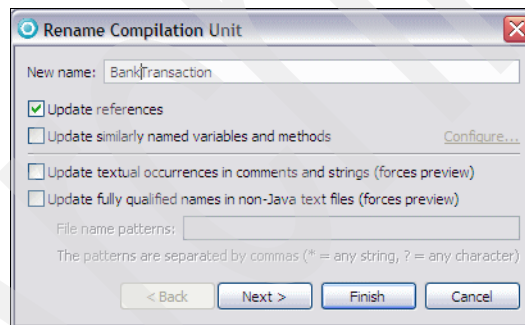 Rename Compilation Unit
New name: BankTransaction
Update references
Update similarly named variables and methods Configure...
Update textual occurrences in comments and strings (forces preview)
Update fully qualified names in non-Java text files (forces preview)
File name patterns:
The patterns are separated by commas (* = any string, ? = any character)
< Back Next > Finish Cancel